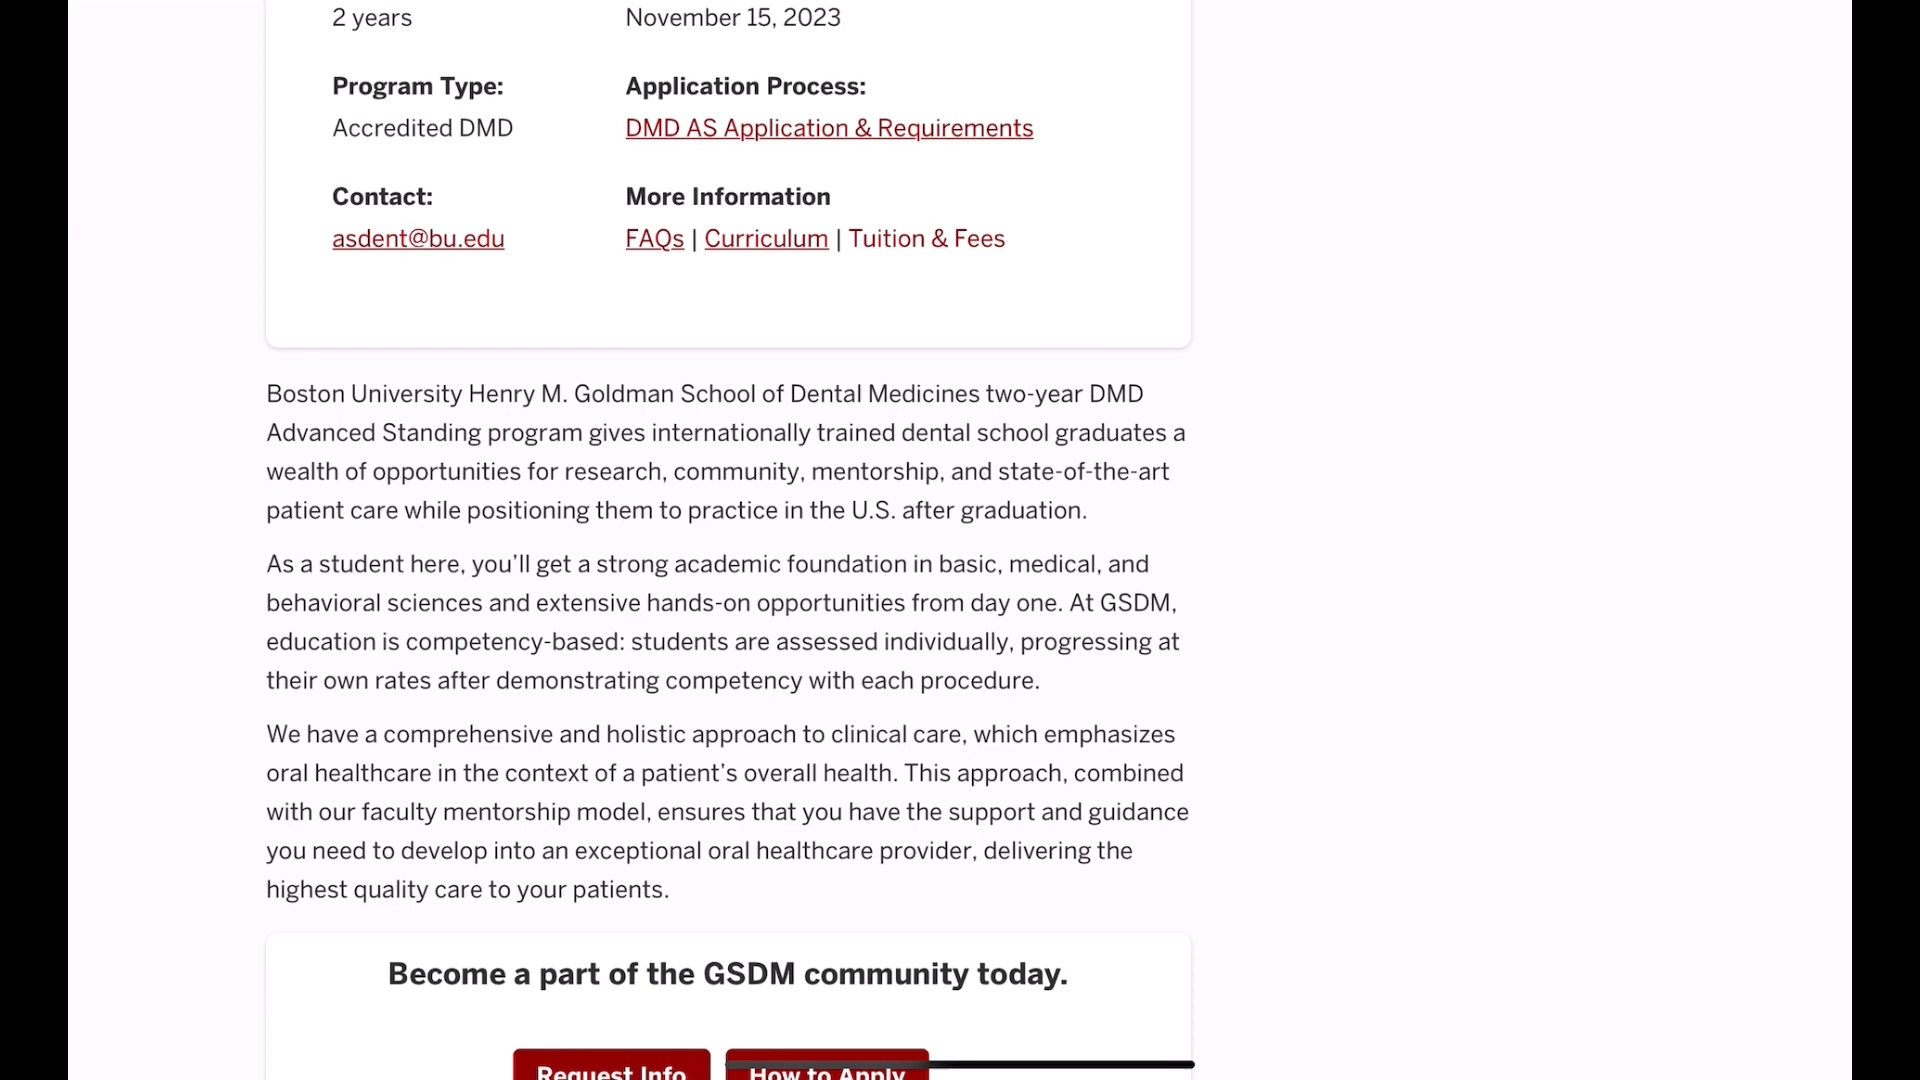 2 years
November 15, 2023
Program Type:
Application Process:
Accredited DMD
DMD AS Application & Requirements
Contact:
More Information
asdent@bu.edu
FAQs | Curriculum | Tuition & Fees
Boston University Henry M. Goldman School of Dental Medicines two-year DMD
Advanced Standing program gives internationally trained dental school graduates a
wealth of opportunities for research, community, mentorship, and state-of-the-art
patient care while positioning them to practice in the U.S. after graduation.
As a student here, you’ll get a strong academic foundation in basic, medical, and
behavioral sciences and extensive hands-on opportunities from day one. At GSDM,
education is competency-based: students are assessed individually, progressing at
their own rates after demonstrating competency with each procedure.
We have a comprehensive and holistic approach to clinical care, which emphasizes
oral healthcare in the context of a patient’s overall health. This approach, combined
with our faculty mentorship model, ensures that you have the support and guidance
you need to develop into an exceptional oral healthcare provider, delivering the
highest quality care to your patients.
Become a part of the GSDM community today.
Request Info
How to Apply